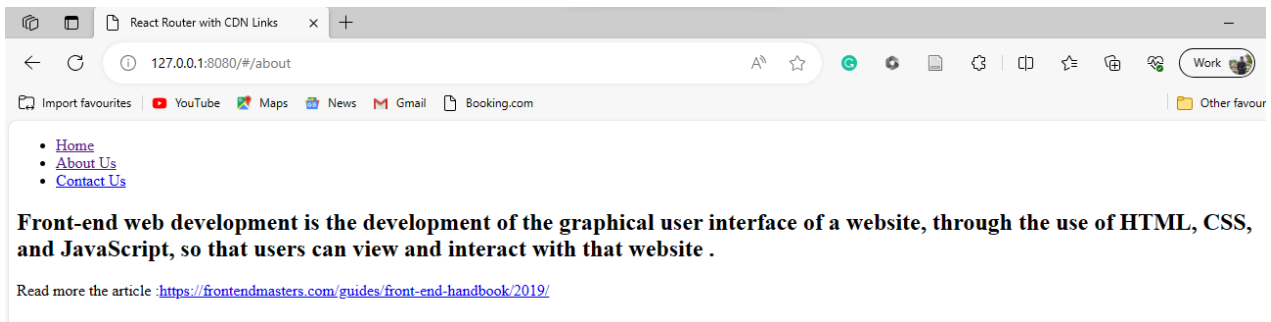 React Router with CDN Links
127.0.0.1:8080/#/about
Work
Import favourites YouTube Maps News Gmail Booking.com Other favour
Home
About Us
Contact Us
Front-end web development is the development of the graphical user interface of a website, through the use of HTML, CSS,
and JavaScript, so that users can view and interact with that website .
Read more the article :https://frontendmasters.com/guides/front-end-handbook/2019/